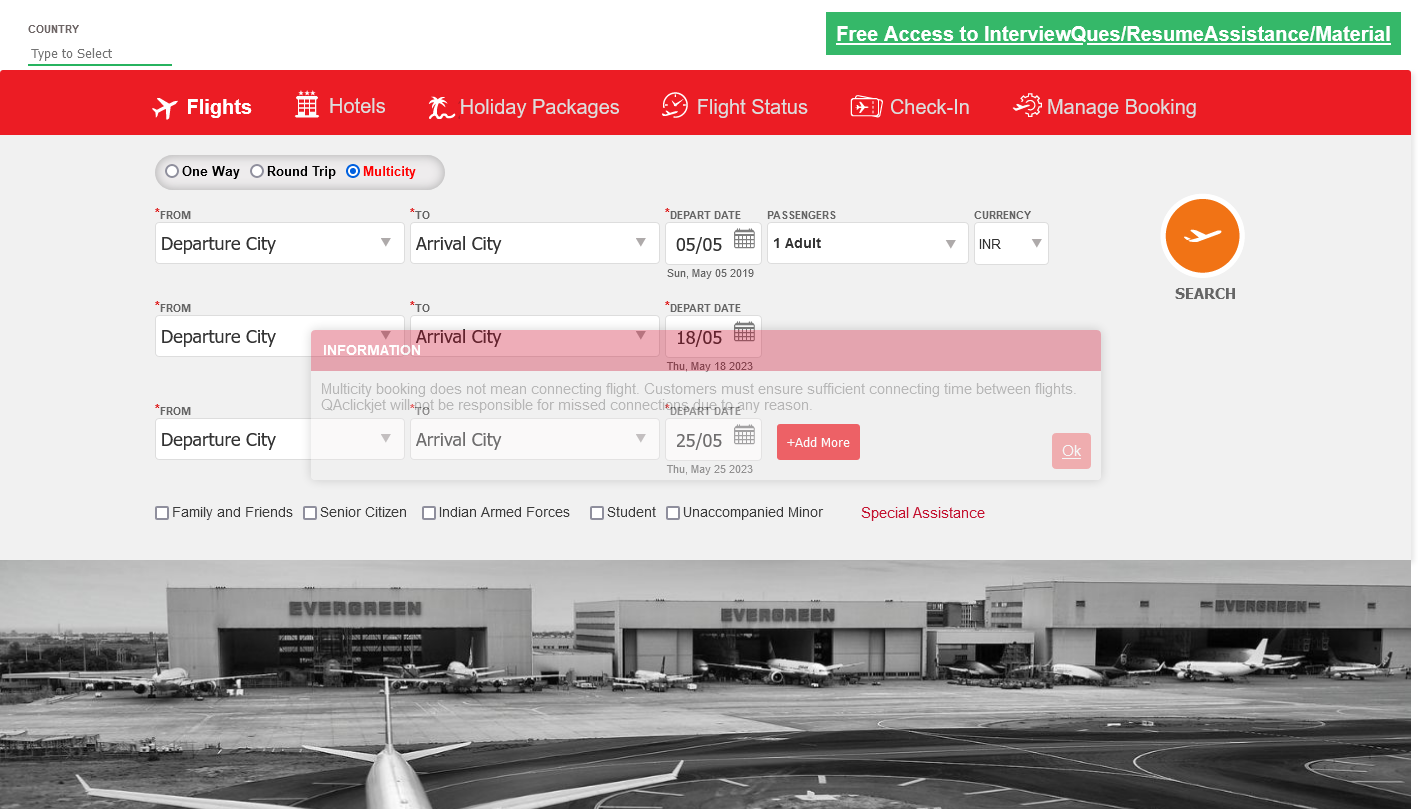 COUNTRY
Type to Select
Free Access to InterviewQues/ResumeAssistance/Material
Flights Hotels Holiday Packages Flight Status Check-In Manage Booking
One Way Round Trip Multicity
*FROM *TO *DEPART DATE PASSENGERS CURRENCY
Departure City Arrival City 05/05 1 Adult INR
Sun, May 05 2019
SEARCH
*FROM *TO *DEPART DATE
Departure City Arrival City 18/05
Thu, May 18 2023
INFORMATION
Multicity booking does not mean connecting flight. Customers must ensure sufficient connecting time between flights.
QAclickjet will not be responsible for missed connections due to any reason.
*FROM *TO *DEPART DATE
Departure City Arrival City 25/05 +Add More
Ok
Thu, May 25 2023
Family and Friends Senior Citizen Indian Armed Forces Student Unaccompanied Minor Special Assistance
EVERGREEN EVERGREEN EVERGREEN